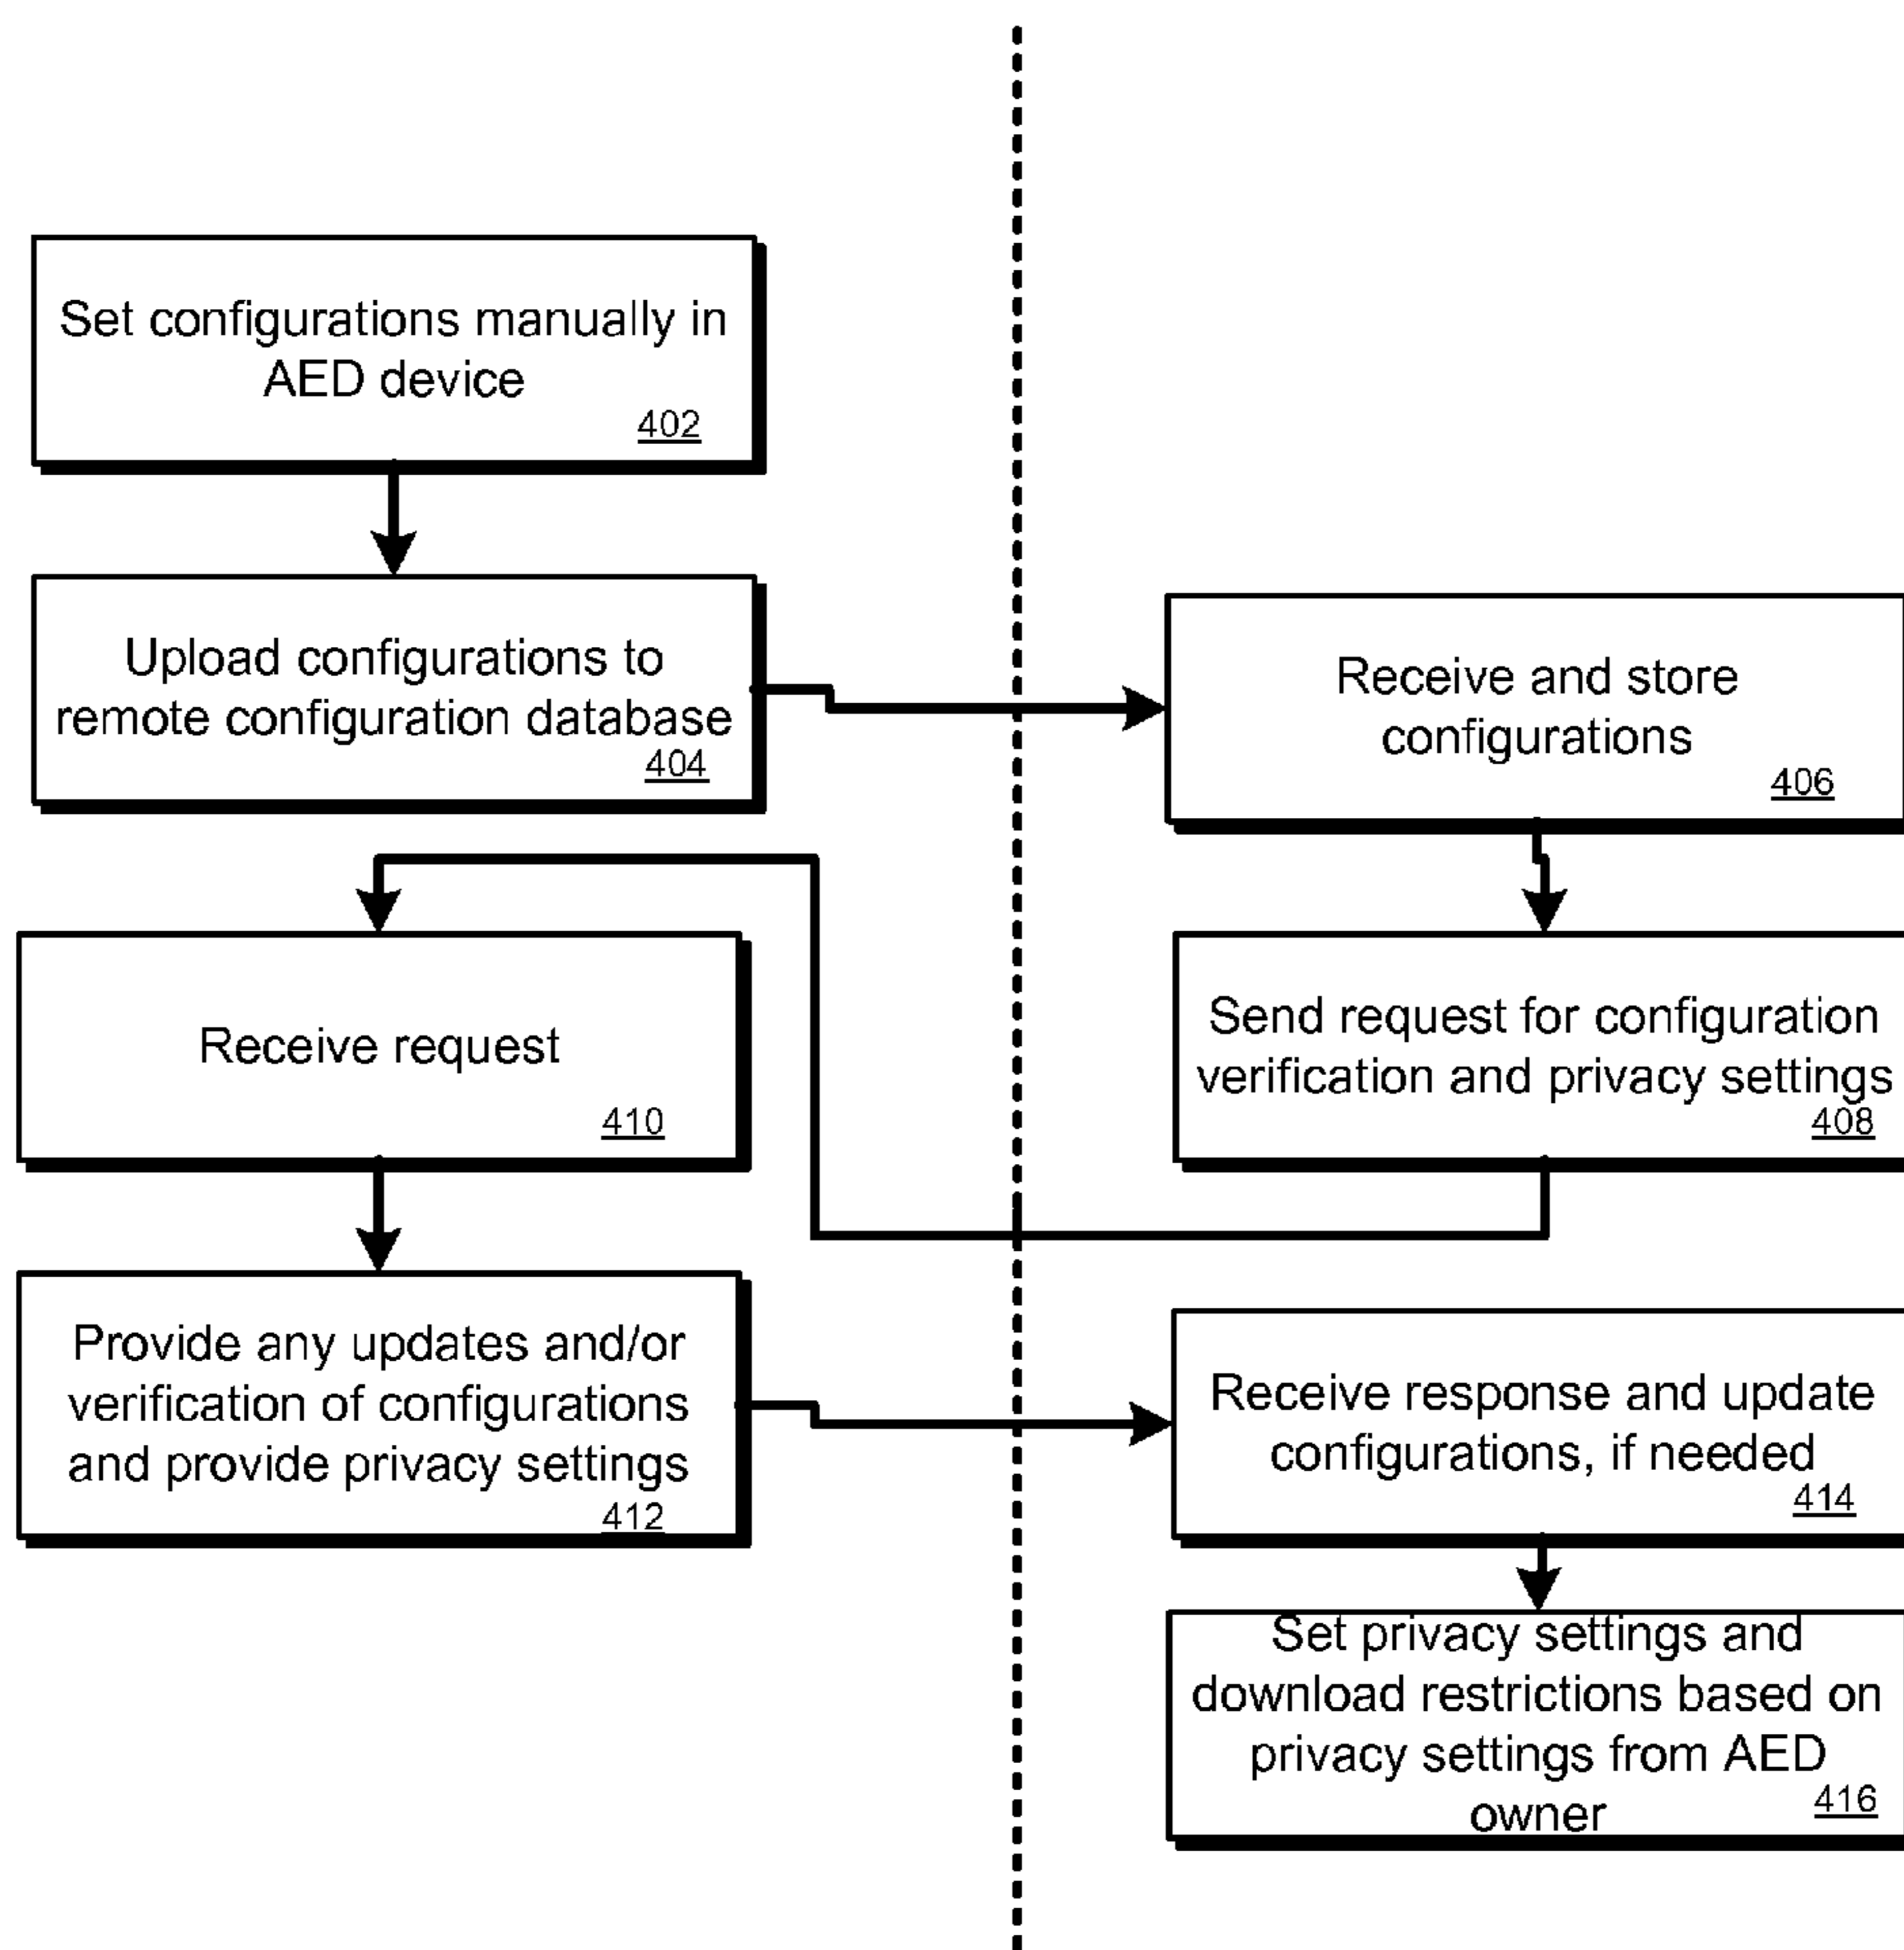 Set configurations manually in
AED device
402
Upload configurations to
remote configuration database
404
Receive and store
configurations
406
Send request for configuration
verification and privacy settings
408
Receive request
410
Provide any updates and/or
verification of configurations
and provide privacy settings
412
Receive response and update
configurations, if needed
414
Set privacy settings and
download restrictions based on
privacy settings from AED
owner
416